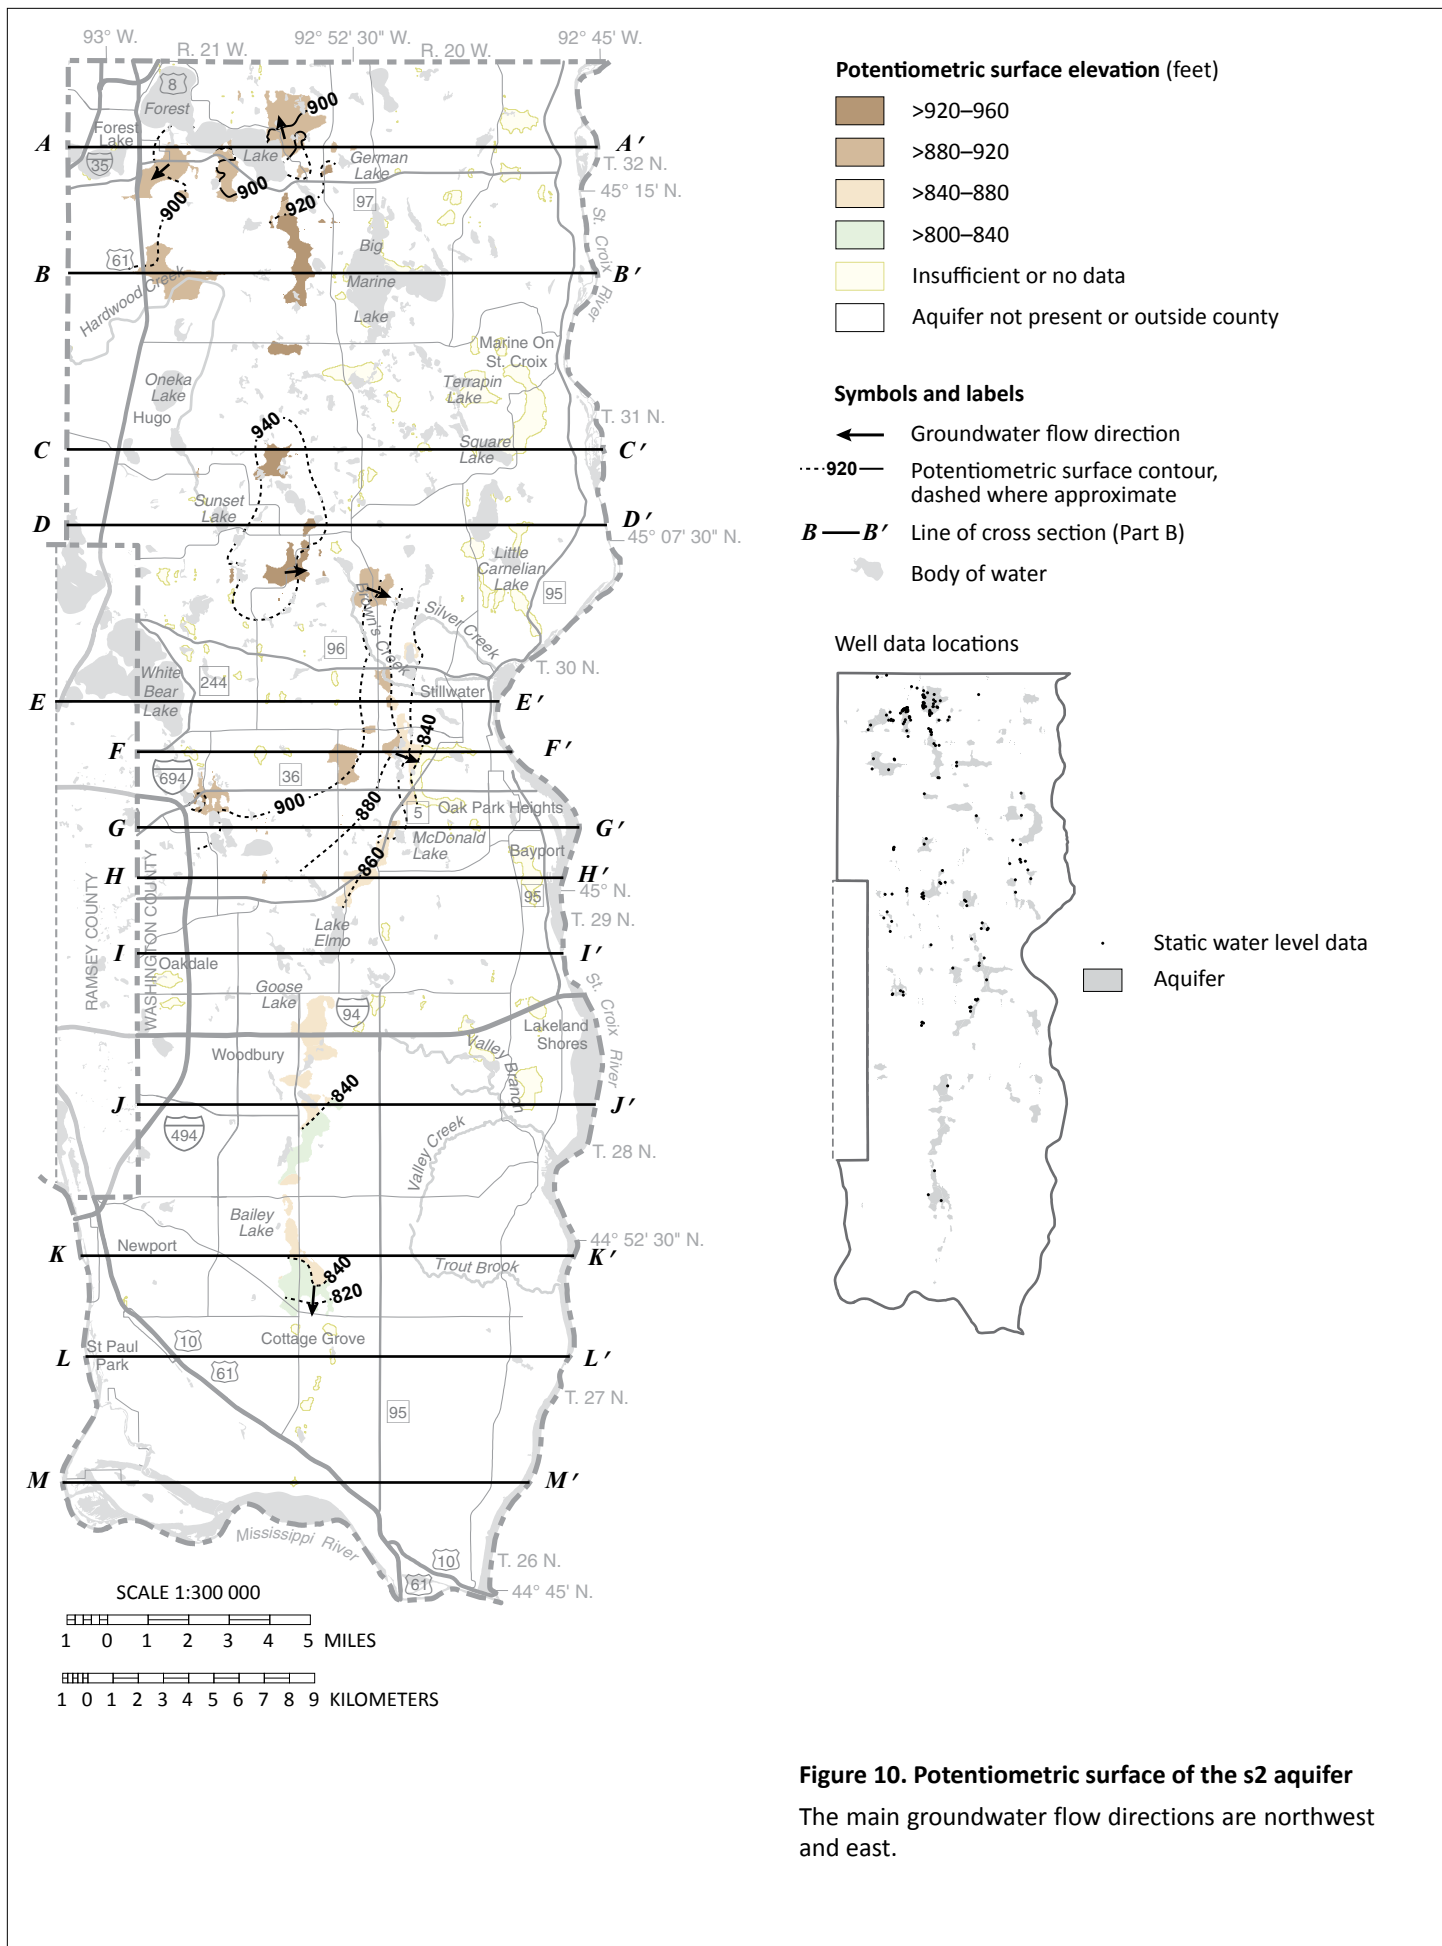 93° W.
92° 52' 30" W.
92° 45' W.
R. 21 W.
R. 20 W.
8
Forest
900
Forest
Lake
Lake
A
A′
German
Lake
T. 32 N.
35
45° 15' N.
900
900
920
97
St. Croix River
Big
61
B
B′
Marine
Hardwood Creek
Lake
Marine On
St. Croix
Oneka
Lake
Terrapin
Lake
Hugo
T. 31 N.
940
C
C′
Square
Lake
Sunset
Lake
D
D′
45° 07' 30" N.
Little
Carnelian
Lake
95
Brown's Creek
Silver Creek
96
T. 30 N.
White
Bear
Lake
244
Stillwater
E
E′
840
F
F′
694
36
900
880
5
Oak Park Heights
G
G′
McDonald
Lake
Bayport
860
H
H′
95
45° N.
T. 29 N.
Lake
Elmo
I
I′
RAMSEY COUNTY
WASHINGTON COUNTY
Oakdale
Goose
Lake
St. Croix River
94
Lakeland
Shores
Valley Branch
Woodbury
840
J
J′
494
Valley Creek
T. 28 N.
Bailey
Lake
44° 52' 30" N.
Newport
K
K′
840
Trout Brook
820
10
Cottage Grove
St Paul
Park
L
L′
61
T. 27 N.
95
M
M′
Mississippi River
10
T. 26 N.
61
44° 45' N.
SCALE 1:300 000
1 0 1 2 3 4 5 MILES
1 0 1 2 3 4 5 6 7 8 9 KILOMETERS
Potentiometric surface elevation (feet)
>920–960
>880–920
>840–880
>800–840
Insufficient or no data
Aquifer not present or outside county
Symbols and labels
Groundwater flow direction
920 Potentiometric surface contour,
dashed where approximate
B B′ Line of cross section (Part B)
Body of water
Well data locations
Static water level data
Aquifer
Figure 10. Potentiometric surface of the s2 aquifer
The main groundwater flow directions are northwest
and east.